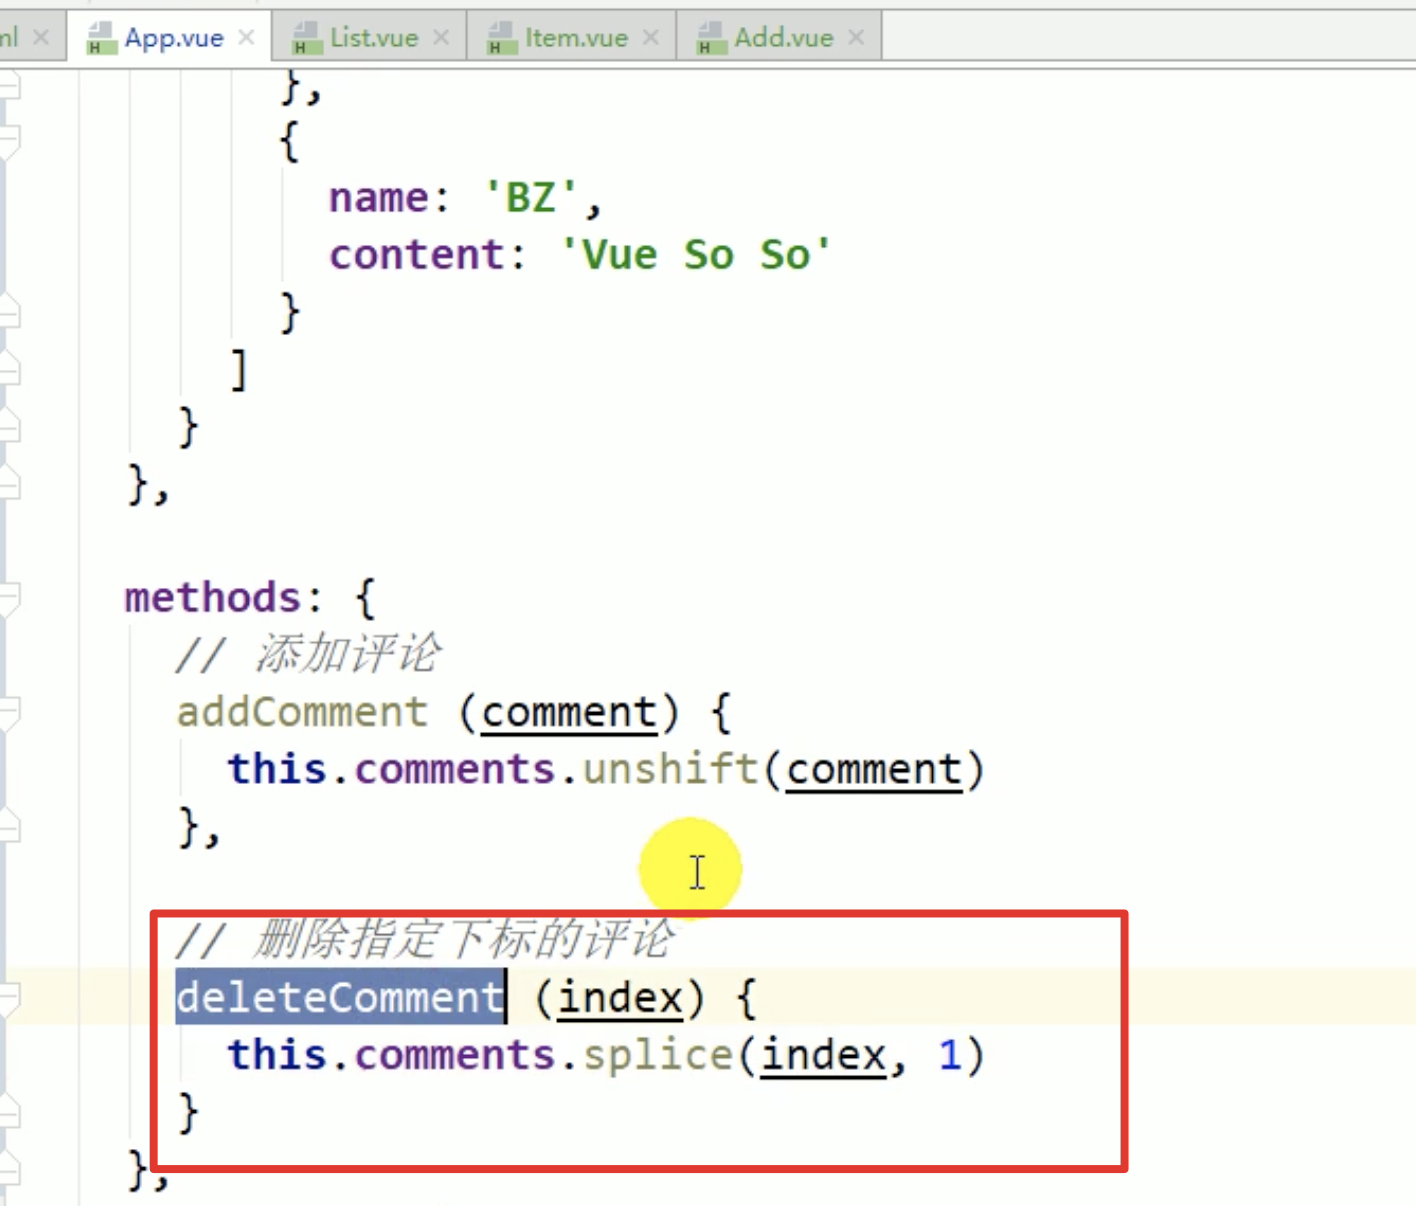 ml App.vue List.vue Item.vue Add.vue
},
{
name: 'BZ',
content: 'Vue So So'
}
]
}
},
methods: {
// 添加评论
addComment (comment) {
this.comments.unshift(comment)
},
// 删除指定下标的评论
deleteComment (index) {
this.comments.splice(index, 1)
}
},